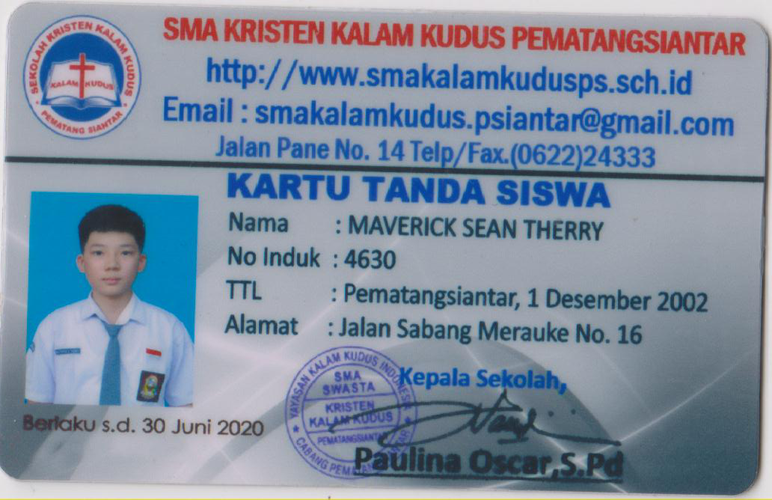 SMA KRISTEN KALAM KUDUS PEMATANGSIANTAR
http://www.smakalamkudusps.sch.id
Email : smakalamkudus.psiantar@gmail.com
Jalan Pane No. 14 Telp/Fax.(0622)24333
SEKOLAH KRISTEN KALAM KUDUS
KALAM KUDUS
PEMATANG SIANTAR
KARTU TANDA SISWA
Nama : MAVERICK SEAN THERRY
No Induk : 4630
TTL : Pematangsiantar, 1 Desember 2002
Alamat : Jalan Sabang Merauke No. 16
Berlaku s.d. 30 Juni 2020
YAYASAN KALAM KUDUS INDONESIA
SMA
SWASTA
KRISTEN
KALAM KUDUS
PEMATANGSIANTAR
CABANG
Kepala Sekolah,
Paulina Oscar,S.Pd